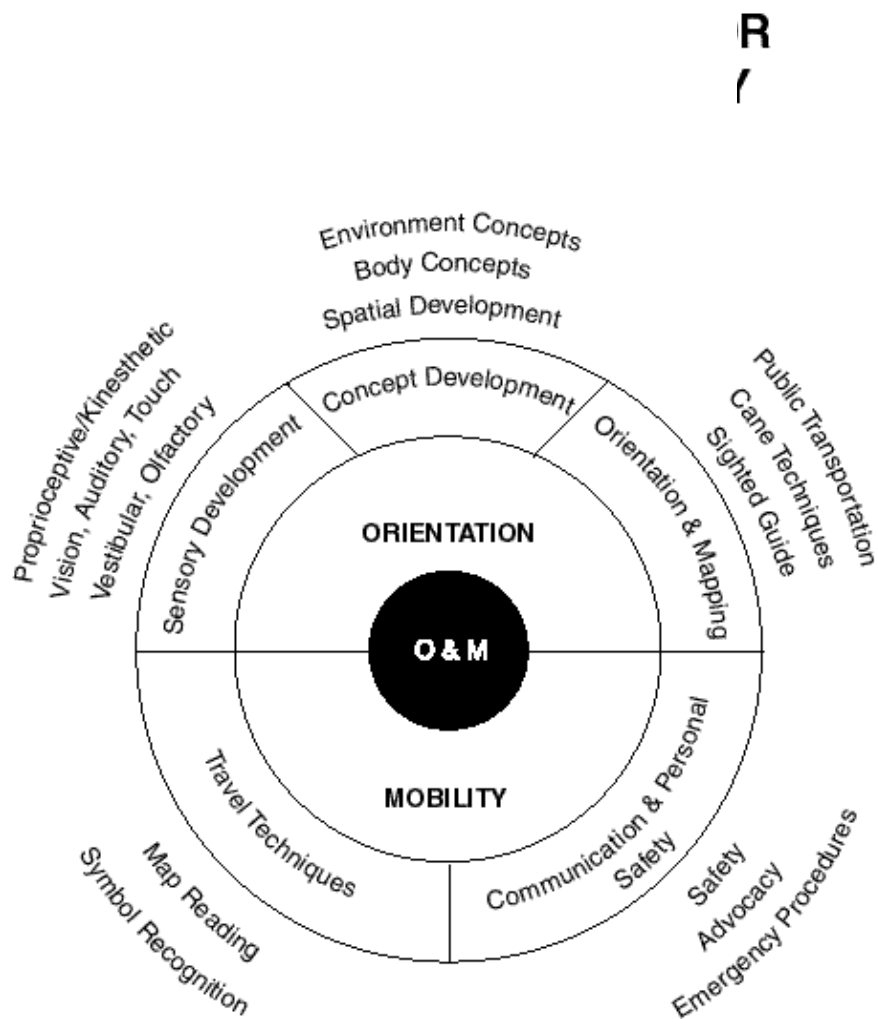 R
Y
Environment Concepts
Body Concepts
Spatial Development
Concept Development
Proprioceptive/Kinesthetic
Vision, Auditory, Touch
Vestibular, Olfactory
Sensory Development
Public Transportation
Cane Techniques
Sighted Guide
Orientation & Mapping
ORIENTATION
O & M
MOBILITY
Travel Techniques
Map Reading
Symbol Recognition
Communication & Personal
Safety
Safety
Advocacy
Emergency Procedures